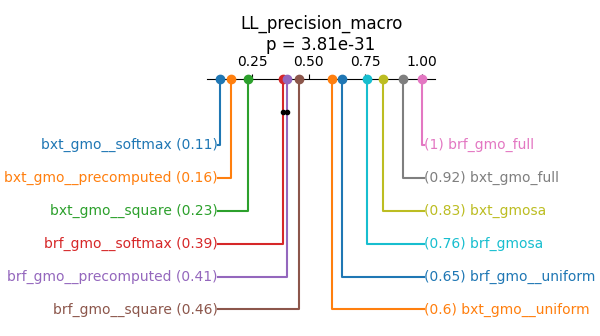 LL_precision_macro
p = 3.81e-31
0.25 0.50 0.75 1.00
bxt_gmo__softmax (0.11) (1) brf_gmo_full
bxt_gmo__precomputed (0.16) (0.92) bxt_gmo_full
bxt_gmo__square (0.23) (0.83) bxt_gmosa
brf_gmo__softmax (0.39) (0.76) brf_gmosa
brf_gmo__precomputed (0.41) (0.65) brf_gmo__uniform
brf_gmo__square (0.46) (0.6) bxt_gmo__uniform